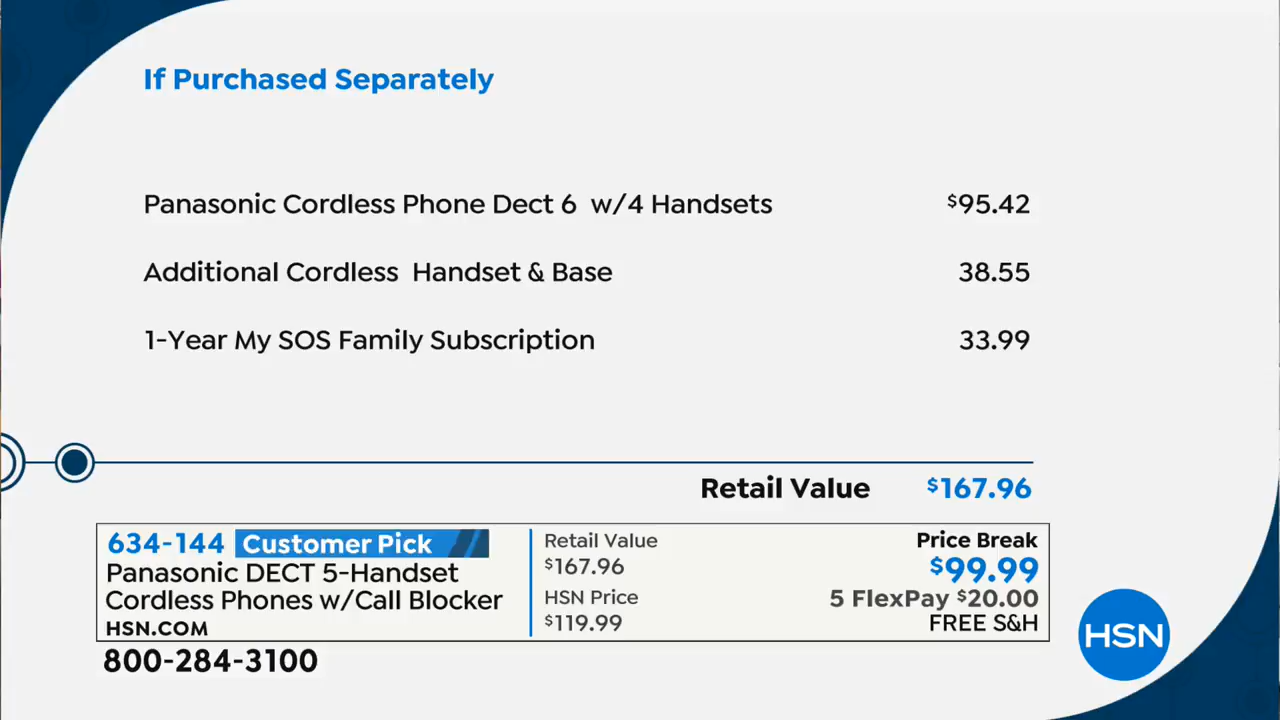 If Purchased Separately
Panasonic Cordless Phone Dect 6 w/4 Handsets $95.42
Additional Cordless Handset & Base 38.55
1-Year My SOS Family Subscription 33.99
Retail Value $167.96
634-144 Customer Pick
Panasonic DECT 5-Handset
Cordless Phones w/Call Blocker
HSN.COM
Retail Value
$167.96
HSN Price
$119.99
Price Break
$99.99
5 FlexPay $20.00
FREE S&H
HSN
800-284-3100